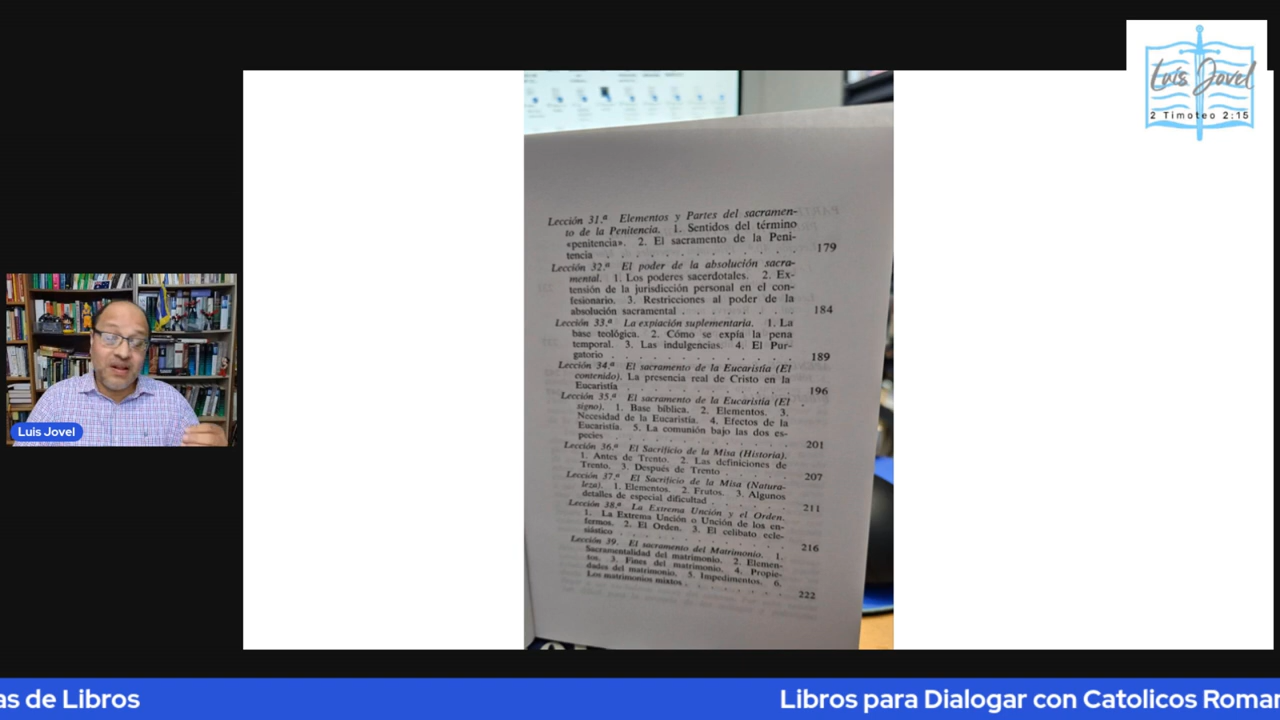 Luis Jovel
2 Timoteo 2:15
Lección 31.ª Elementos y Partes del sacramen-
to de la Penitencia. 1. Sentidos del término
«penitencia». 2. El sacramento de la Peni-
tencia . . . . . . . . . . . . . 179
Lección 32.ª El poder de la absolución sacra-
mental. 1. Los poderes sacerdotales. 2. Ex-
tensión de la jurisdicción personal en el con-
fesionario. 3. Restricciones al poder de la
absolución sacramental . . . . . . . 184
Lección 33.ª La expiación suplementaria. 1. La
base teológica. 2. Cómo se expía la pena
temporal. 3. Las indulgencias. 4. El Pur-
gatorio . . . . . . . . . . . . . 189
Lección 34.ª El sacramento de la Eucaristía (El
contenido). La presencia real de Cristo en la
Eucaristía . . . . . . . . . . . . 196
Lección 35.ª El sacramento de la Eucaristía (El
signo). 1. Base bíblica. 2. Elementos. 3.
Necesidad de la Eucaristía. 4. Efectos de la
Eucaristía. 5. La comunión bajo las dos es-
pecies . . . . . . . . . . . . . 201
Lección 36.ª El Sacrificio de la Misa (Historia).
1. Antes de Trento. 2. Las definiciones de
Trento. 3. Después de Trento . . . . . 207
Lección 37.ª El Sacrificio de la Misa (Natura-
leza). 1. Elementos. 2. Frutos. 3. Algunos
detalles de especial dificultad . . . . . 211
Lección 38.ª La Extrema Unción y el Orden.
1. La Extrema Unción o Unción de los en-
fermos. 2. El Orden. 3. El celibato ecle-
siástico . . . . . . . . . . . . . 216
Lección 39. El sacramento del Matrimonio. 1.
Sacramentalidad del matrimonio. 2. Elemen-
tos. 3. Fines del matrimonio. 4. Propie-
dades del matrimonio. 5. Impedimentos. 6.
Los matrimonios mixtos . . . . . . . 222
Luis Jovel
as de Libros
Libros para Dialogar con Catolicos Roman